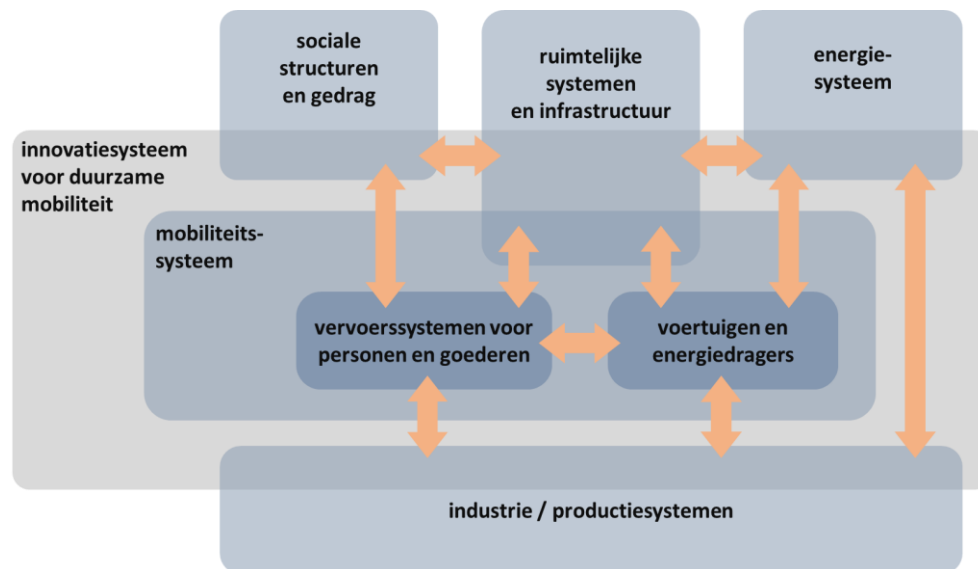 sociale
structuren
en gedrag
ruimtelijke
systemen
en infrastructuur
energie-
systeem
innovatiesysteem
voor duurzame
mobiliteit
mobiliteits-
systeem
vervoerssystemen voor
personen en goederen
voertuigen en
energiedragers
industrie / productiesystemen